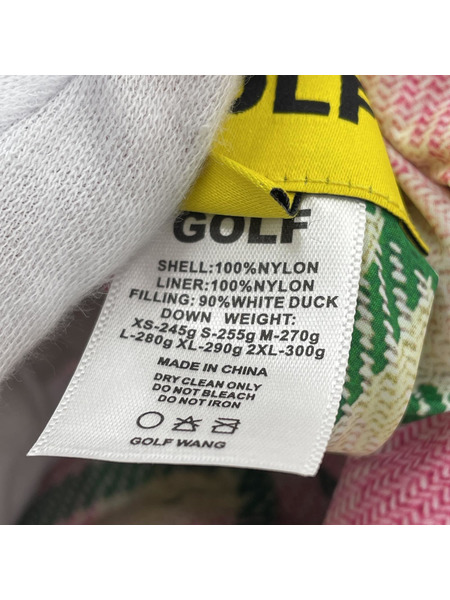 OLF
GOLF
SHELL:100%NYLON
LINER:100%NYLON
FILLING: 90%WHITE DUCK
DOWN WEIGHT:
XS-245g S-255g M-270g
L-280g XL-290g 2XL-300g
MADE IN CHINA
DRY CLEAN ONLY
DO NOT BLEACH
DO NOT IRON
GOLF WANG